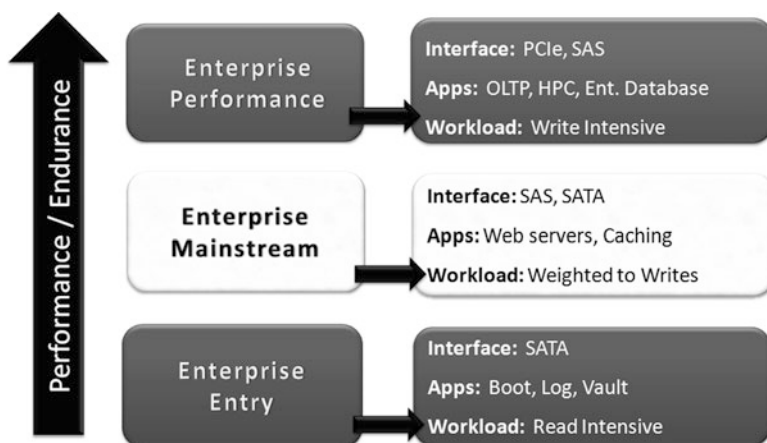 Performance / Endurance
Enterprise
Performance
Interface: PCIe, SAS
Apps: OLTP, HPC, Ent. Database
Workload: Write Intensive
Enterprise
Mainstream
Interface: SAS, SATA
Apps: Web servers, Caching
Workload: Weighted to Writes
Enterprise
Entry
Interface: SATA
Apps: Boot, Log, Vault
Workload: Read Intensive